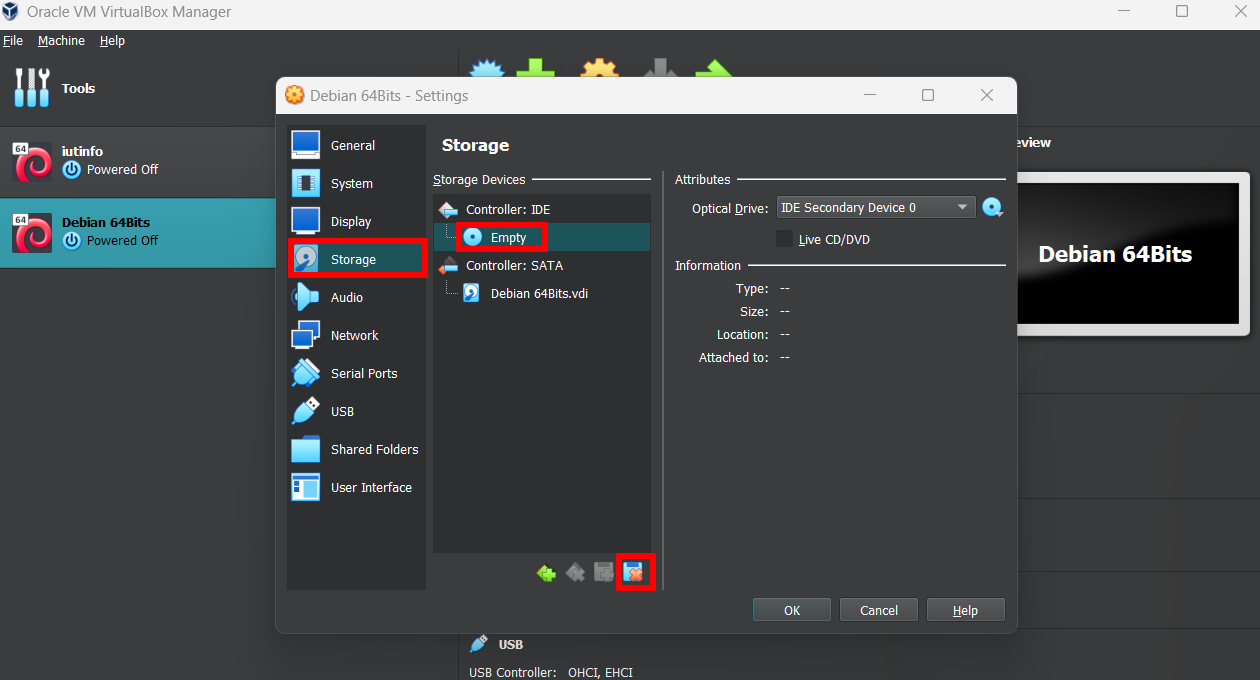 Oracle VM VirtualBox Manager
File Machine Help
Tools
64
iutinfo
Powered Off
64
Debian 64Bits
Powered Off
Debian 64Bits - Settings
General
System
Display
Storage
Audio
Network
Serial Ports
USB
Shared Folders
User Interface
Storage
Storage Devices
Controller: IDE
Empty
Controller: SATA
Debian 64Bits.vdi
Attributes
Optical Drive: IDE Secondary Device 0
Live CD/DVD
Information
Type: --
Size: --
Location: --
Attached to: --
OK Cancel Help
eview
Debian 64Bits
USB
USB Controller: OHCI, EHCI